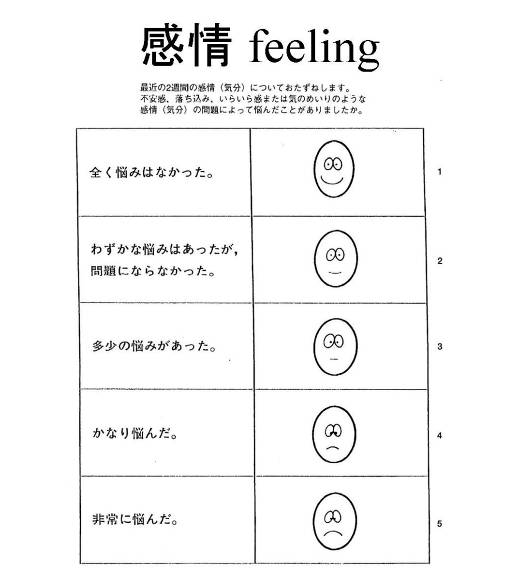 感情 feeling
最近の2週間の感情（気分）についておたずねします。
不安感、落ち込み、いらいら感または気のめいりのような
感情（気分）の問題によって悩んだことがありましたか。
全く悩みはなかった。
1
わずかな悩みはあったが，
問題にならなかった。
2
多少の悩みがあった。
3
かなり悩んだ。
4
非常に悩んだ。
5